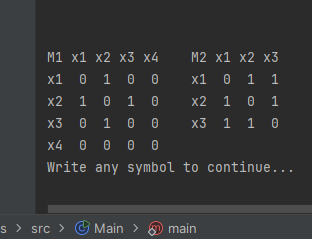 M1 x1 x2 x3 x4    M2 x1 x2 x3
x1  0  1  0  0    x1  0  1  1
x2  1  0  1  0    x2  1  0  1
x3  0  1  0  0    x3  1  1  0
x4  0  0  0  0
Write any symbol to continue...
s > src > Main > main